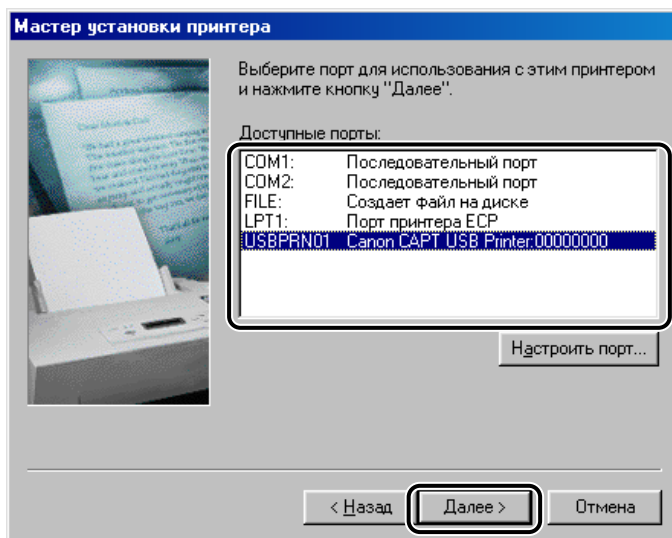 Мастер установки принтера
Выберите порт для использования с этим принтером
и нажмите кнопку "Далее".
Доступные порты:
COM1: Последовательный порт
COM2: Последовательный порт
FILE: Создает файл на диске
LPT1: Порт принтера ECP
USBPRN01 Canon CAPT USB Printer:00000000
Настроить порт...
< Назад
Далее >
Отмена